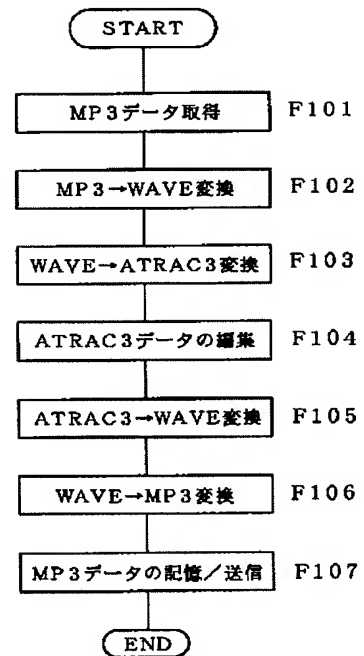 START
MP3データ取得 F101
MP3→WAVE変換 F102
WAVE→ATRAC3変換 F103
ATRAC3データの編集 F104
ATRAC3→WAVE変換 F105
WAVE→MP3変換 F106
MP3データの記憶/送信 F107
END